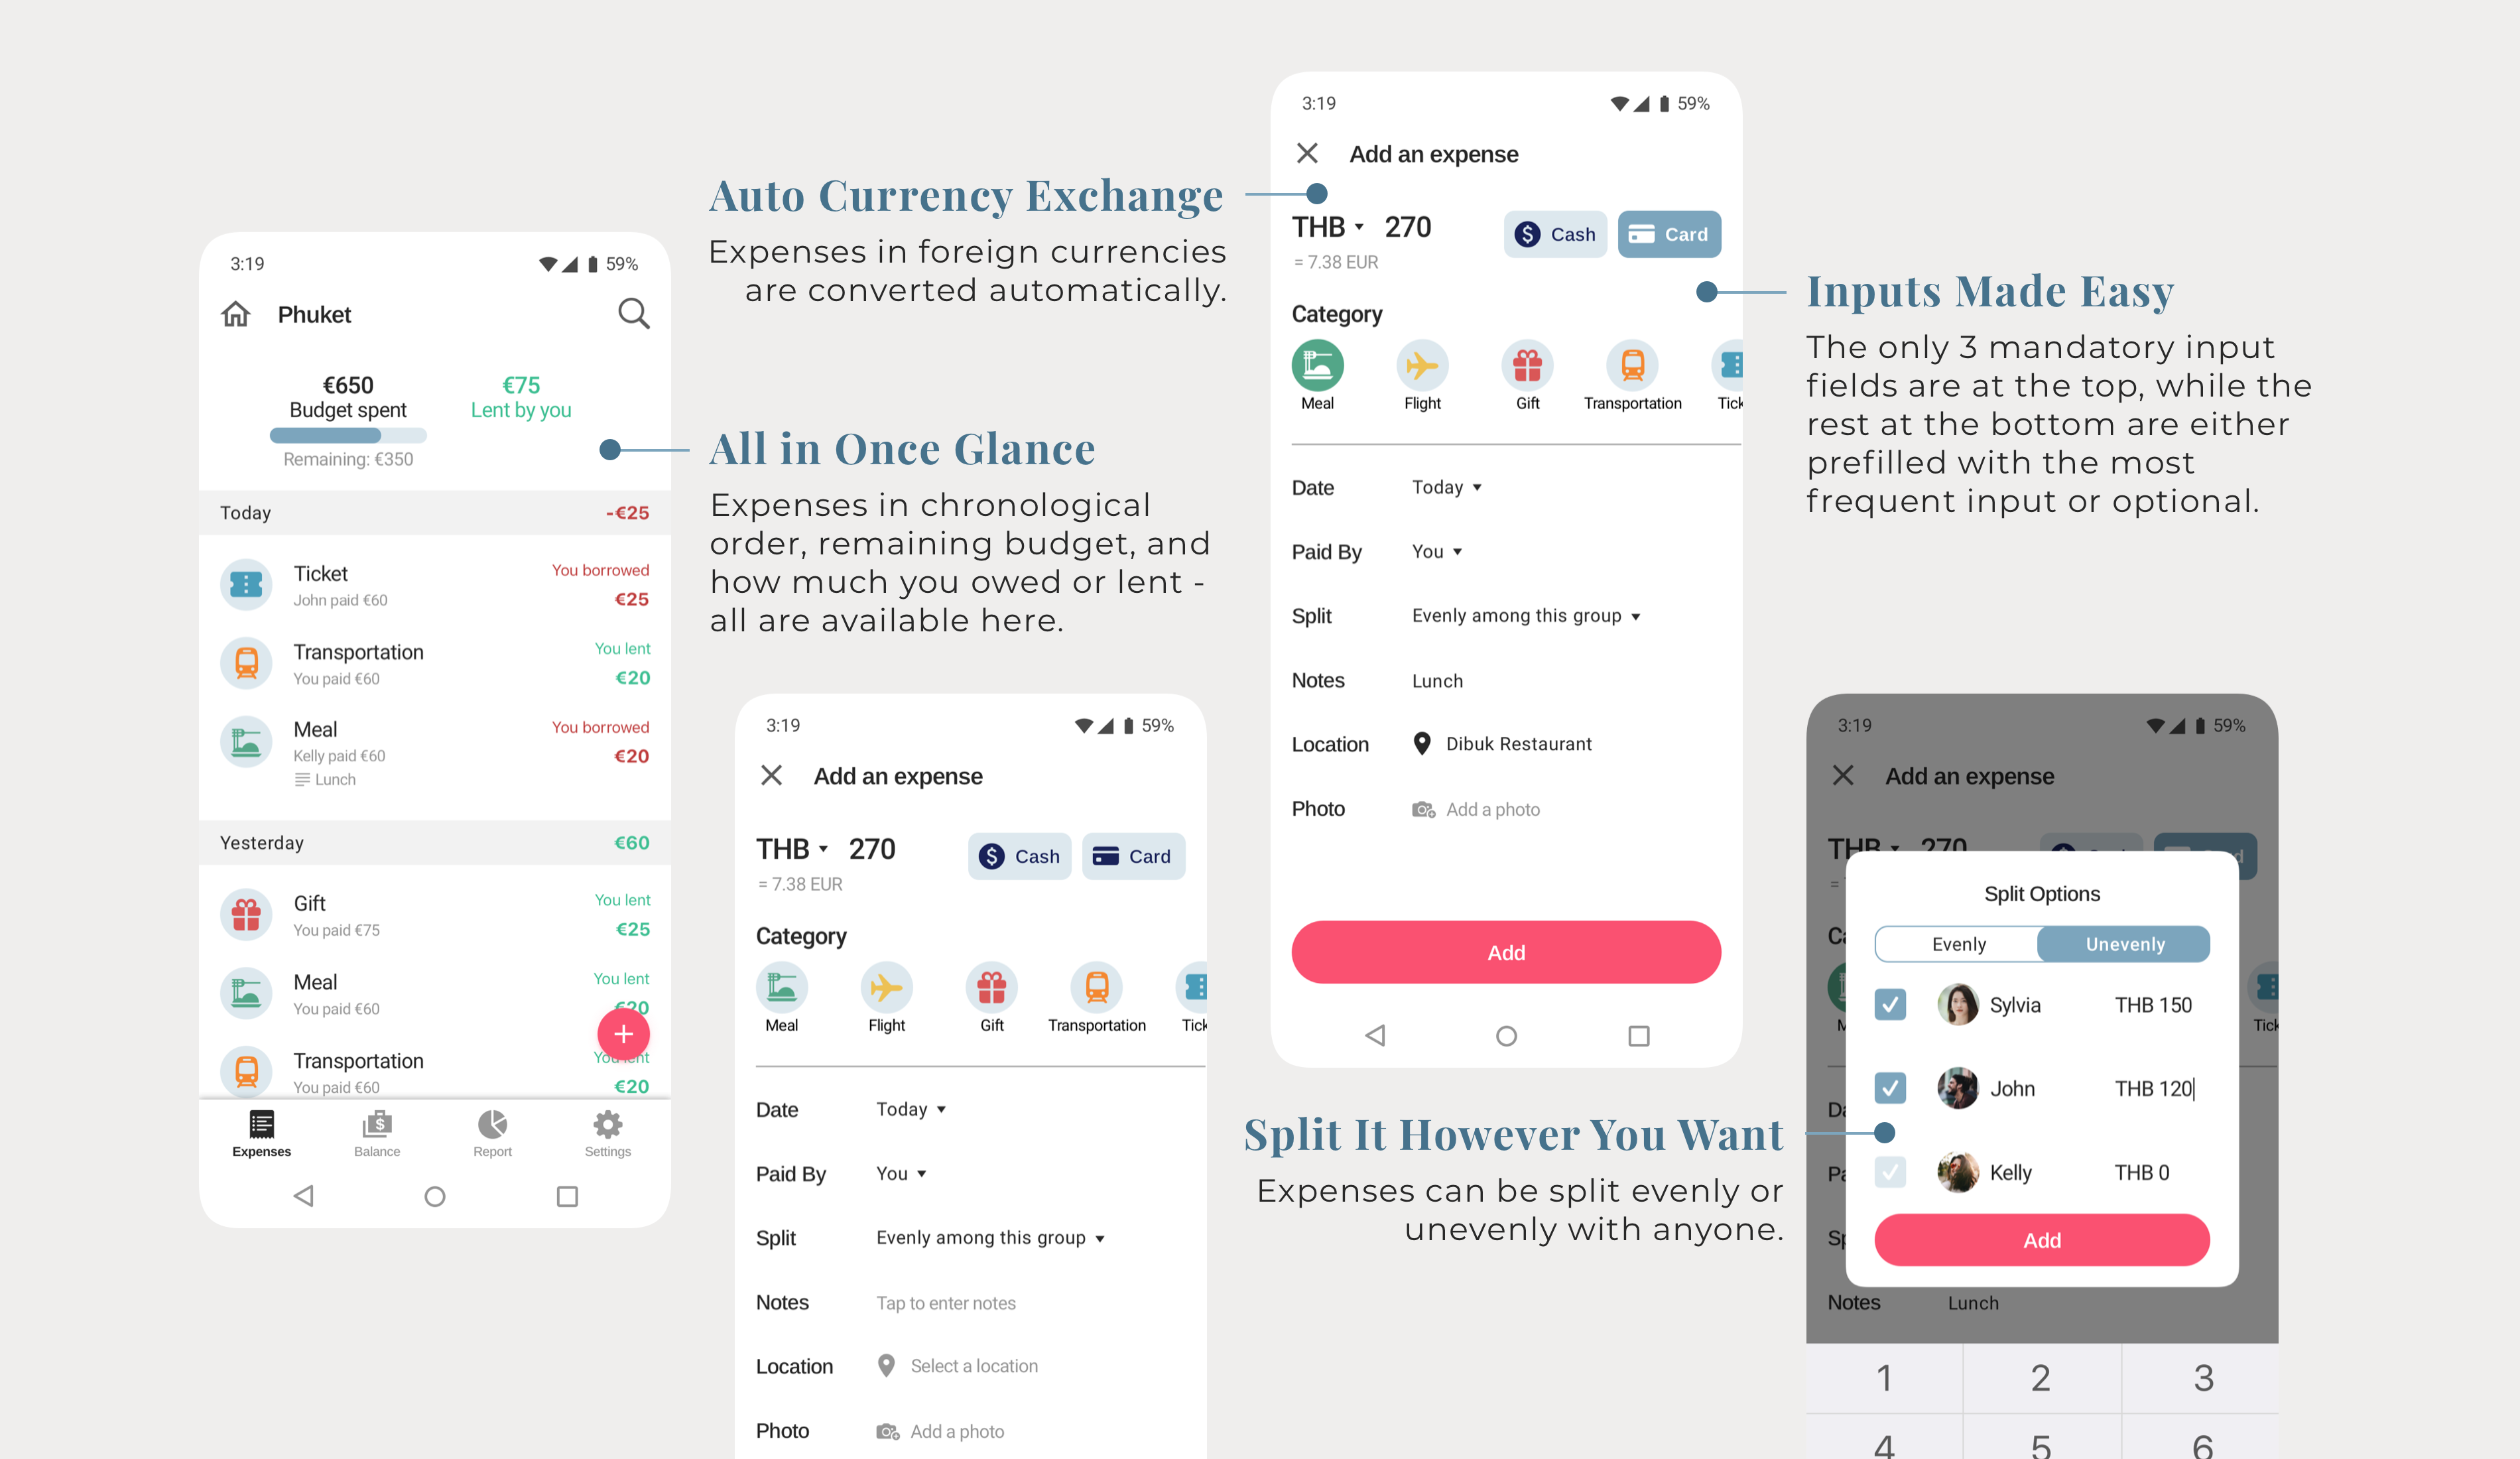 3:19
59%
Phuket
€650
Budget spent
Remaining: €350
€75
Lent by you
Today
-€25
Ticket
John paid €60
You borrowed
€25
Transportation
You paid €60
You lent
€20
Meal
Kelly paid €60
Lunch
You borrowed
€20
Yesterday
€60
Gift
You paid €75
You lent
€25
Meal
You paid €60
You lent
€20
Transportation
You paid €60
You lent
€20
Expenses
Balance
Report
Settings
Auto Currency Exchange
Expenses in foreign currencies
are converted automatically.
All in Once Glance
Expenses in chronological
order, remaining budget, and
how much you owed or lent -
all are available here.
3:19
59%
Add an expense
THB
270
= 7.38 EUR
Cash
Card
Category
Meal
Flight
Gift
Transportation
Tick
Date
Today
Paid By
You
Split
Evenly among this group
Notes
Tap to enter notes
Location
Select a location
Photo
Add a photo
3:19
59%
Add an expense
THB
270
= 7.38 EUR
Cash
Card
Category
Meal
Flight
Gift
Transportation
Tick
Date
Today
Paid By
You
Split
Evenly among this group
Notes
Lunch
Location
Dibuk Restaurant
Photo
Add a photo
Add
Inputs Made Easy
The only 3 mandatory input
fields are at the top, while the
rest at the bottom are either
prefilled with the most
frequent input or optional.
Split It However You Want
Expenses can be split evenly or
unevenly with anyone.
3:19
59%
Add an expense
THB
270
Split Options
Evenly
Unevenly
Sylvia
THB 150
John
THB 120
Kelly
THB 0
Add
Tick
Notes
Lunch
1
2
3
4
5
6